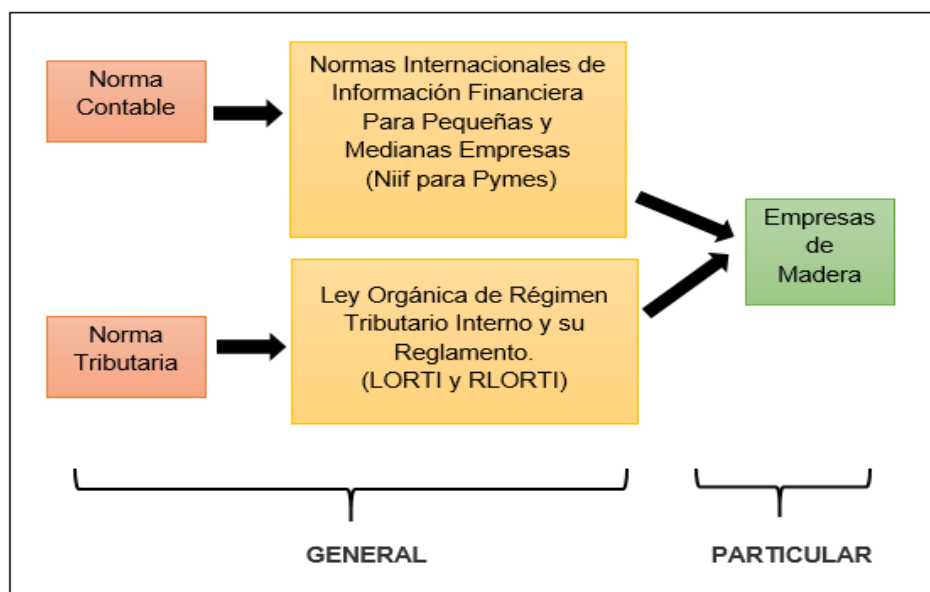 Norma
Contable
Normas Internacionales de
Información Financiera
Para Pequeñas y
Medianas Empresas
(Niif para Pymes)
Empresas
de
Madera
Norma
Tributaria
Ley Orgánica de Régimen
Tributario Interno y su
Reglamento.
(LORTI y RLORTI)
GENERAL
PARTICULAR